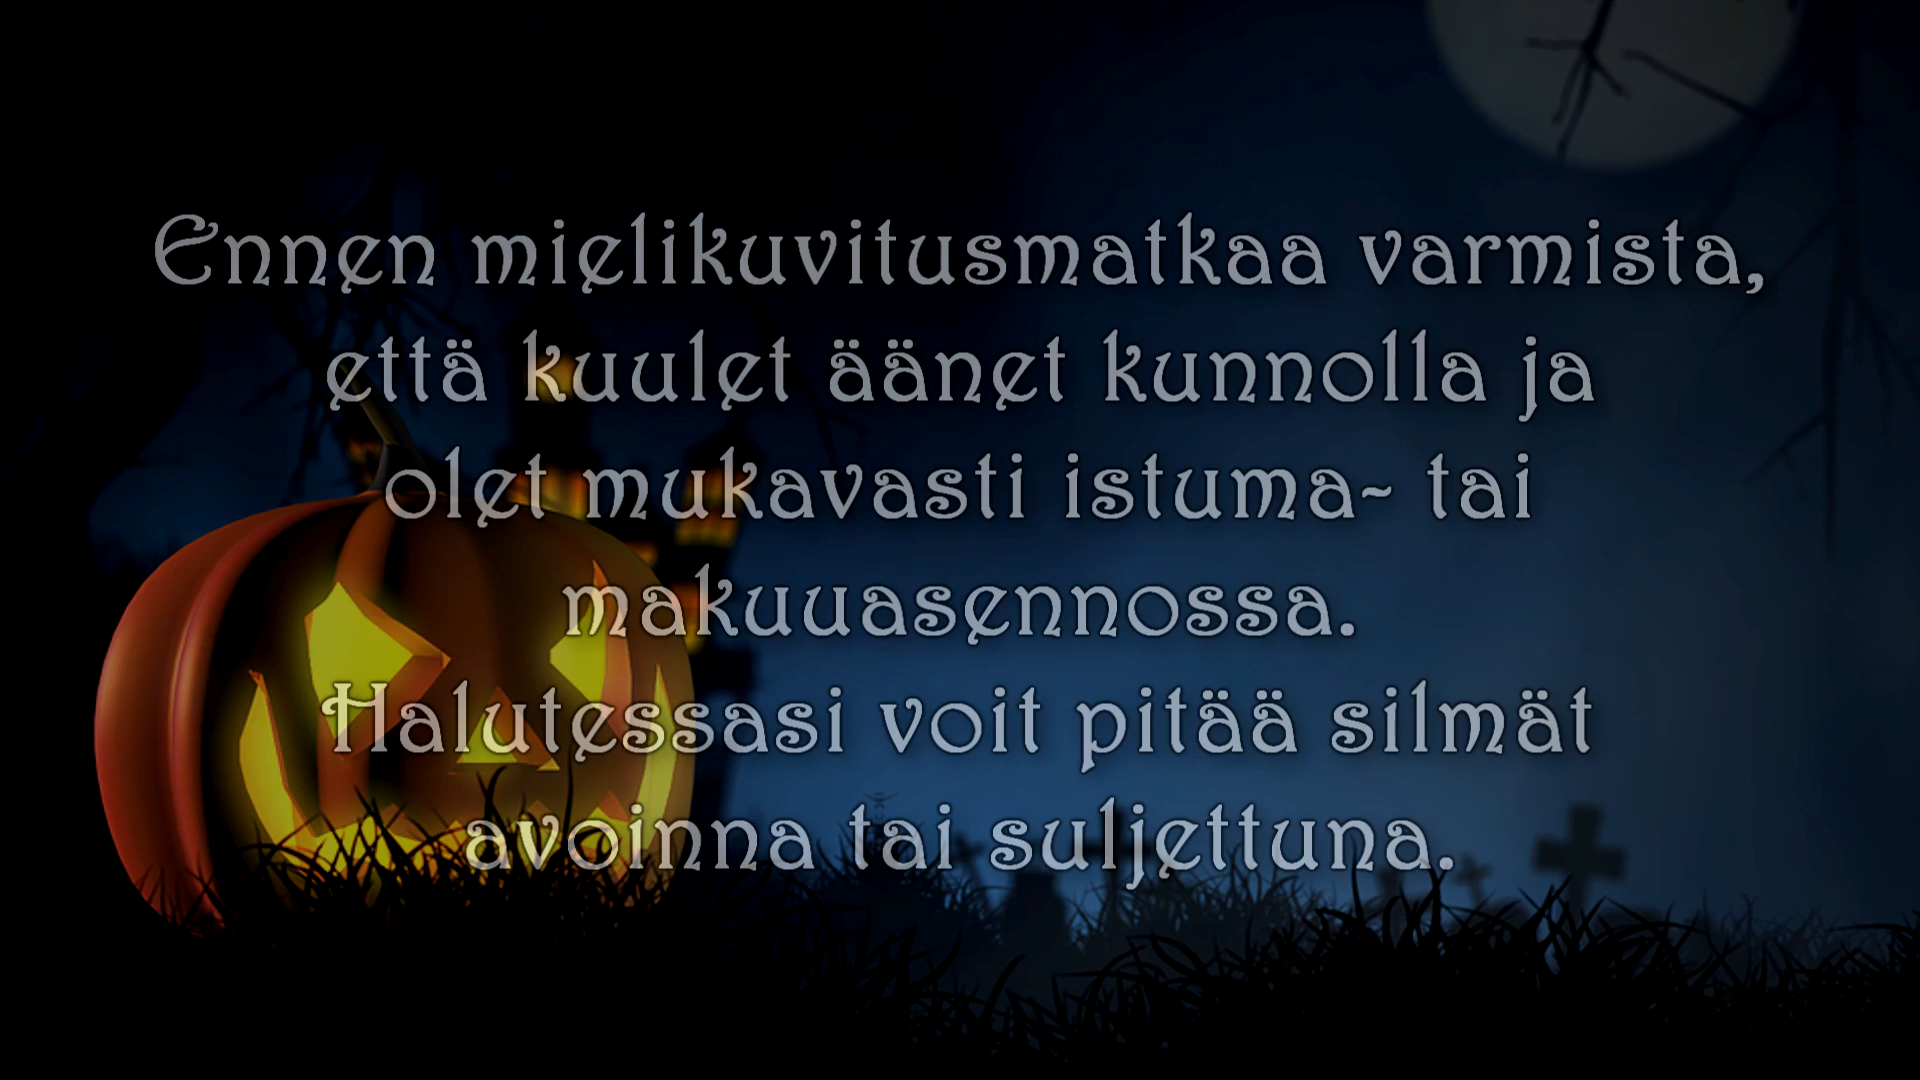 Ennen mielikuvitusmatkaa varmista,
että kuulet äänet kunnolla ja
olet mukavasti istuma- tai
makuuasennossa.
Halutessasi voit pitää silmät
avoinna tai suljettuna.